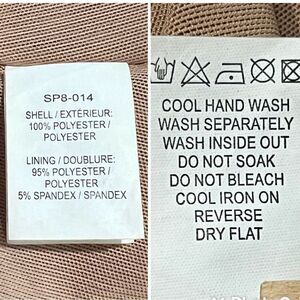 SP8-014
SHELL / EXTÉRIEUR:
100% POLYESTER /
POLYESTER
LINING / DOUBLURE:
95% POLYESTER /
POLYESTER
5% SPANDEX / SPANDEX
COOL HAND WASH
WASH SEPARATELY
WASH INSIDE OUT
DO NOT SOAK
DO NOT BLEACH
COOL IRON ON
REVERSE
DRY FLAT